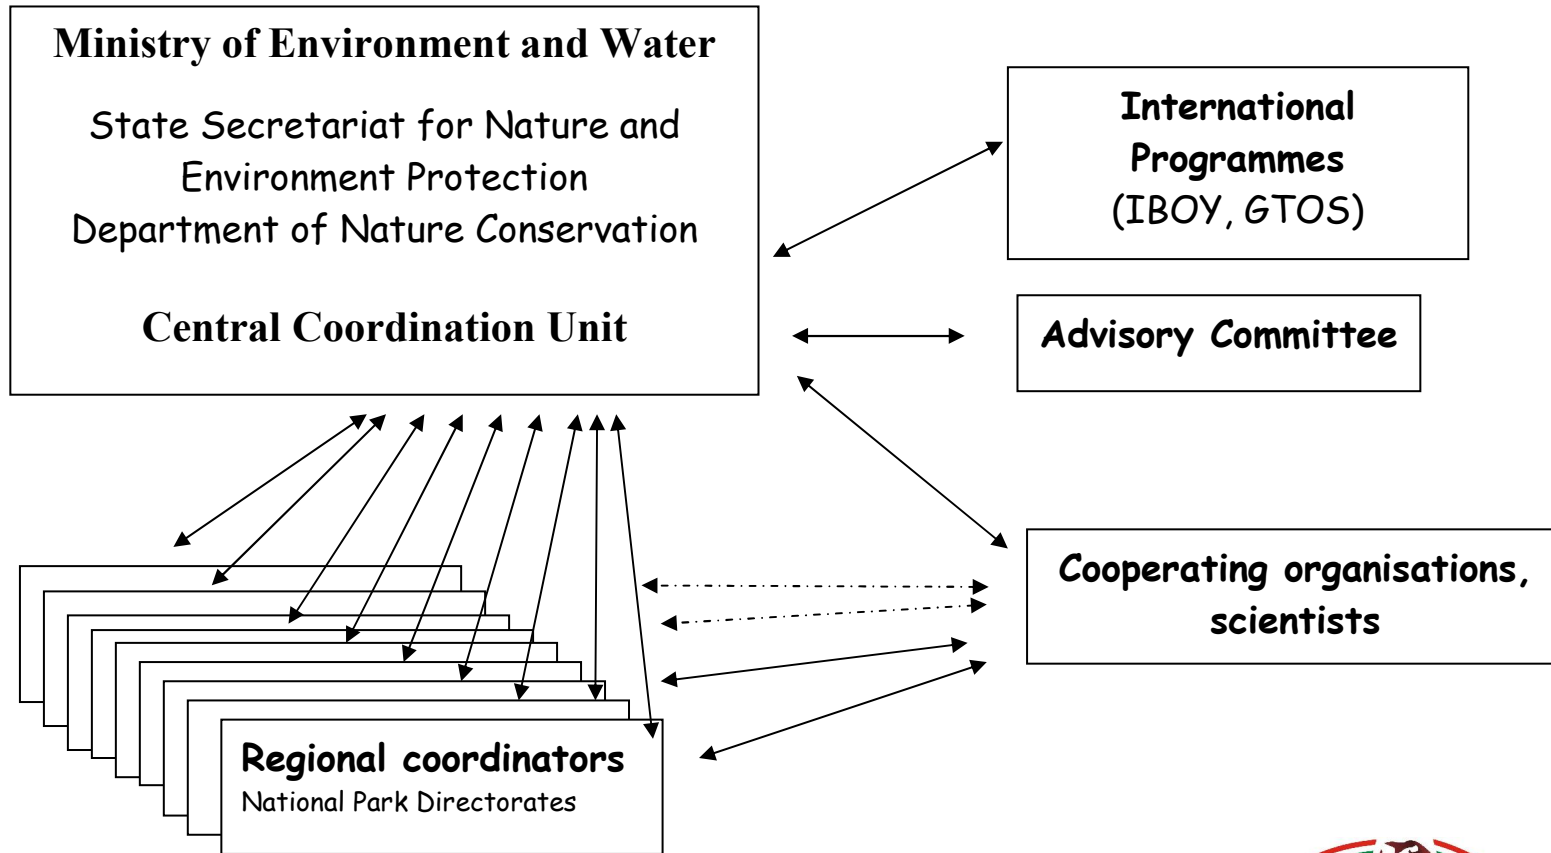 Ministry of Environment and Water
State Secretariat for Nature and
Environment Protection
Department of Nature Conservation
Central Coordination Unit
International
Programmes
(IBOY, GTOS)
Advisory Committee
Cooperating organisations,
scientists
Regional coordinators
National Park Directorates